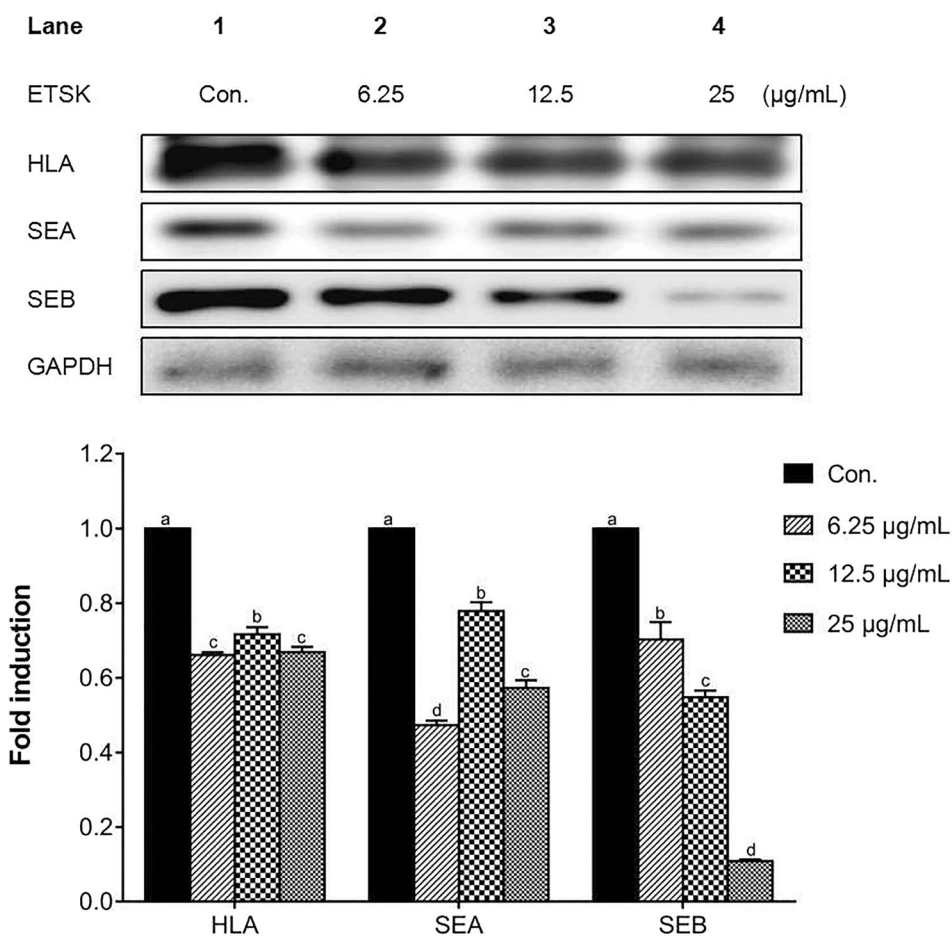 Lane 1 2 3 4
ETSK Con. 6.25 12.5 25 (µg/mL)
HLA
SEA
SEB
GAPDH
Fold induction
1.2
1.0
0.8
0.6
0.4
0.2
0.0
a c b c
a d b c
a b c d
HLA SEA SEB
Con.
6.25 µg/mL
12.5 µg/mL
25 µg/mL